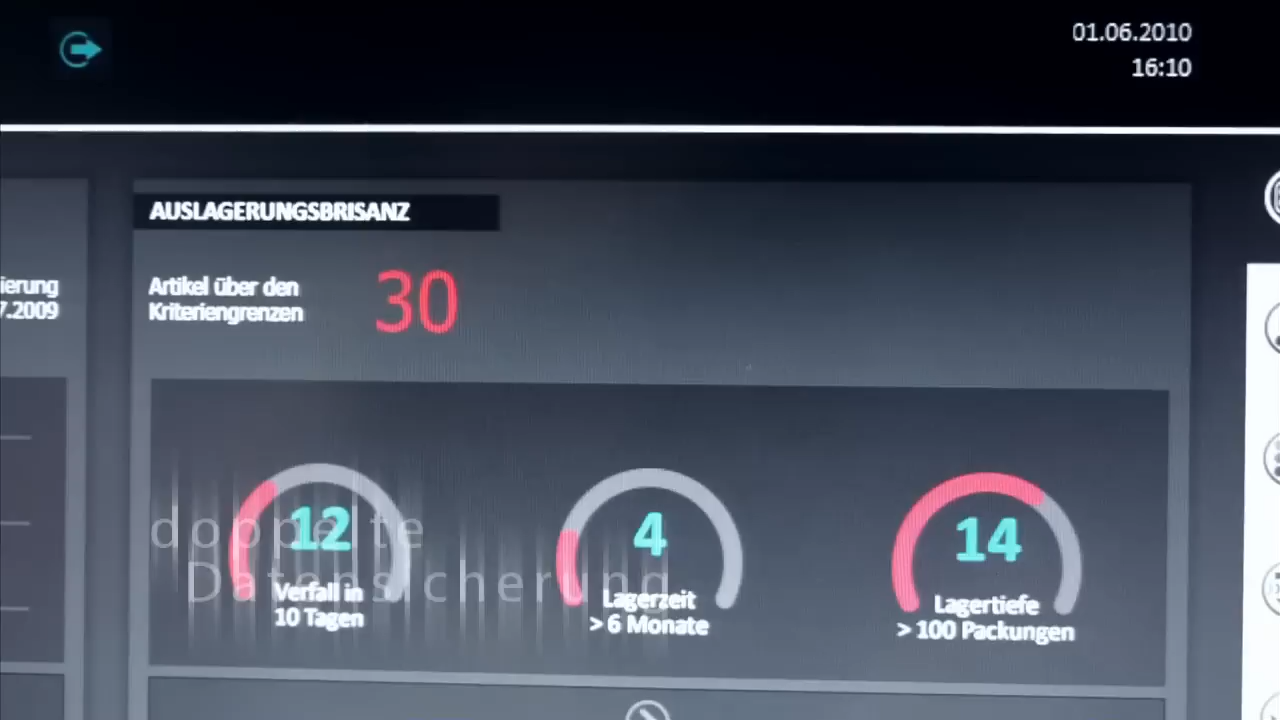 01.06.2010
16:10
AUSLAGERUNGSBRISANZ
ierung
7.2009
Artikel über den
Kriteriengrenzen
30
12
Verfall in
10 Tagen
4
Lagerzeit
> 6 Monate
14
Lagertiefe
> 100 Packungen
doppelte
Datensicherung